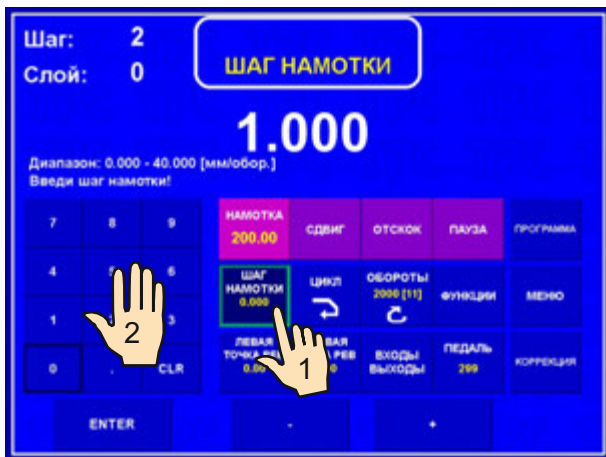 Шаг: 2
Слой: 0
ШАГ НАМОТКИ
1.000
Диапазон: 0.000 - 40.000 [мм/обор.]
Введи шаг намотки!
7 8 9
НАМОТКА
200.00
СДВИГ
ОТСКОК
ПАУЗА
ПРОГРАММА
4 6
ШАГ
НАМОТКИ
0.000
ЦИКЛ
ОБОРОТЫ
2000 [11]
ФУНКЦИИ
МЕНЮ
1 3
2
ЛЕВАЯ
ТОЧКА РЕВ
РЕВ
1
ВХОДЫ
ВЫХОДЫ
ПЕДАЛЬ
299
КОРРЕКЦИЯ
0 . CLR
ENTER
-
+